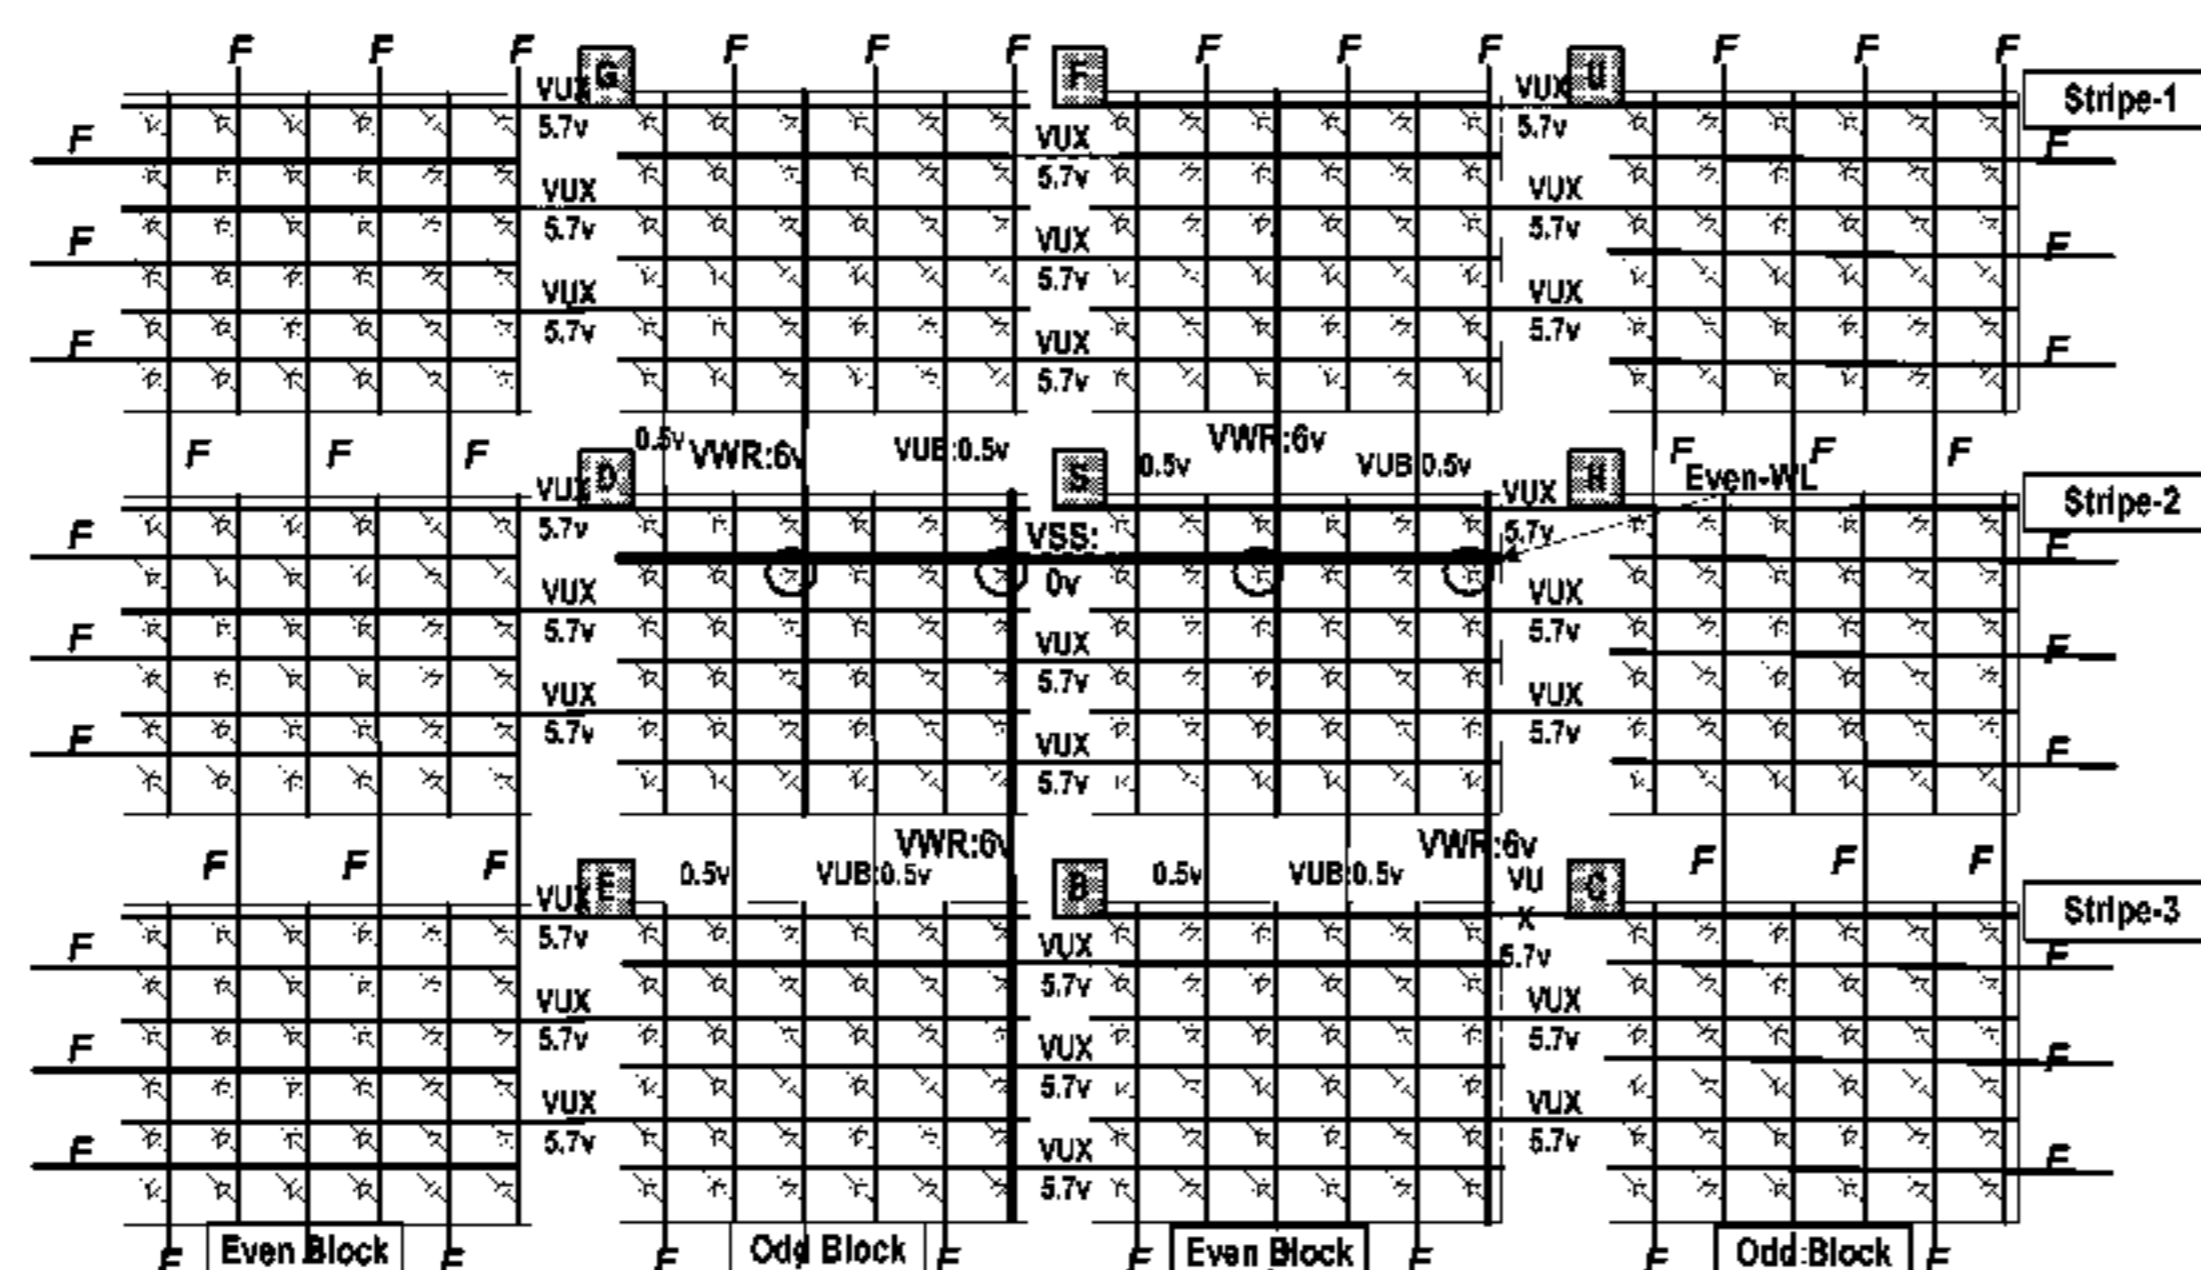 F F F G F F F F F F F U F F F
VUX VUX Stripe-1
5.7v 5.7v
F VUX F
5.7v
VUX VUX
5.7v 5.7v
F VUX F
5.7v
VUX VUX
5.7v 5.7v
F VUX F
5.7v
F F F 0.5v VWR:6v VUB:0.5v VWR:6v F F F
0.5v VUB:0.5v
VUX D S VUX H Even-WL Stripe-2
5.7v 5.7v
F VSS: F
0v
VUX VUX
5.7v 5.7v
F VUX F
5.7v
VUX VUX
5.7v 5.7v
F VUX F
5.7v
VWR:6v VWR:6v
F F F 0.5v VUB:0.5v 0.5v VUB:0.5v F F F
VUX E B VU C Stripe-3
X
5.7v 5.7v
F VUX F
5.7v
VUX VUX
5.7v 5.7v
F VUX F
5.7v
VUX VUX
5.7v 5.7v
F VUX F
5.7v
F Even Block F F Odd Block F F Even Block F F Odd Block F